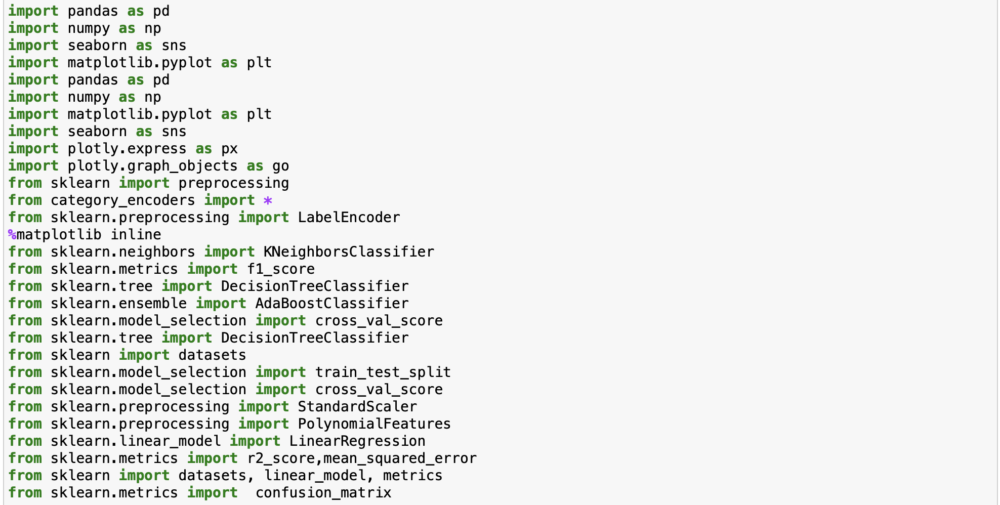 import pandas as pd
import numpy as np
import seaborn as sns
import matplotlib.pyplot as plt
import pandas as pd
import numpy as np
import matplotlib.pyplot as plt
import seaborn as sns
import plotly.express as px
import plotly.graph_objects as go
from sklearn import preprocessing
from category_encoders import *
from sklearn.preprocessing import LabelEncoder
%matplotlib inline
from sklearn.neighbors import KNeighborsClassifier
from sklearn.metrics import f1_score
from sklearn.tree import DecisionTreeClassifier
from sklearn.ensemble import AdaBoostClassifier
from sklearn.model_selection import cross_val_score
from sklearn.tree import DecisionTreeClassifier
from sklearn import datasets
from sklearn.model_selection import train_test_split
from sklearn.model_selection import cross_val_score
from sklearn.preprocessing import StandardScaler
from sklearn.preprocessing import PolynomialFeatures
from sklearn.linear_model import LinearRegression
from sklearn.metrics import r2_score,mean_squared_error
from sklearn import datasets, linear_model, metrics
from sklearn.metrics import  confusion_matrix